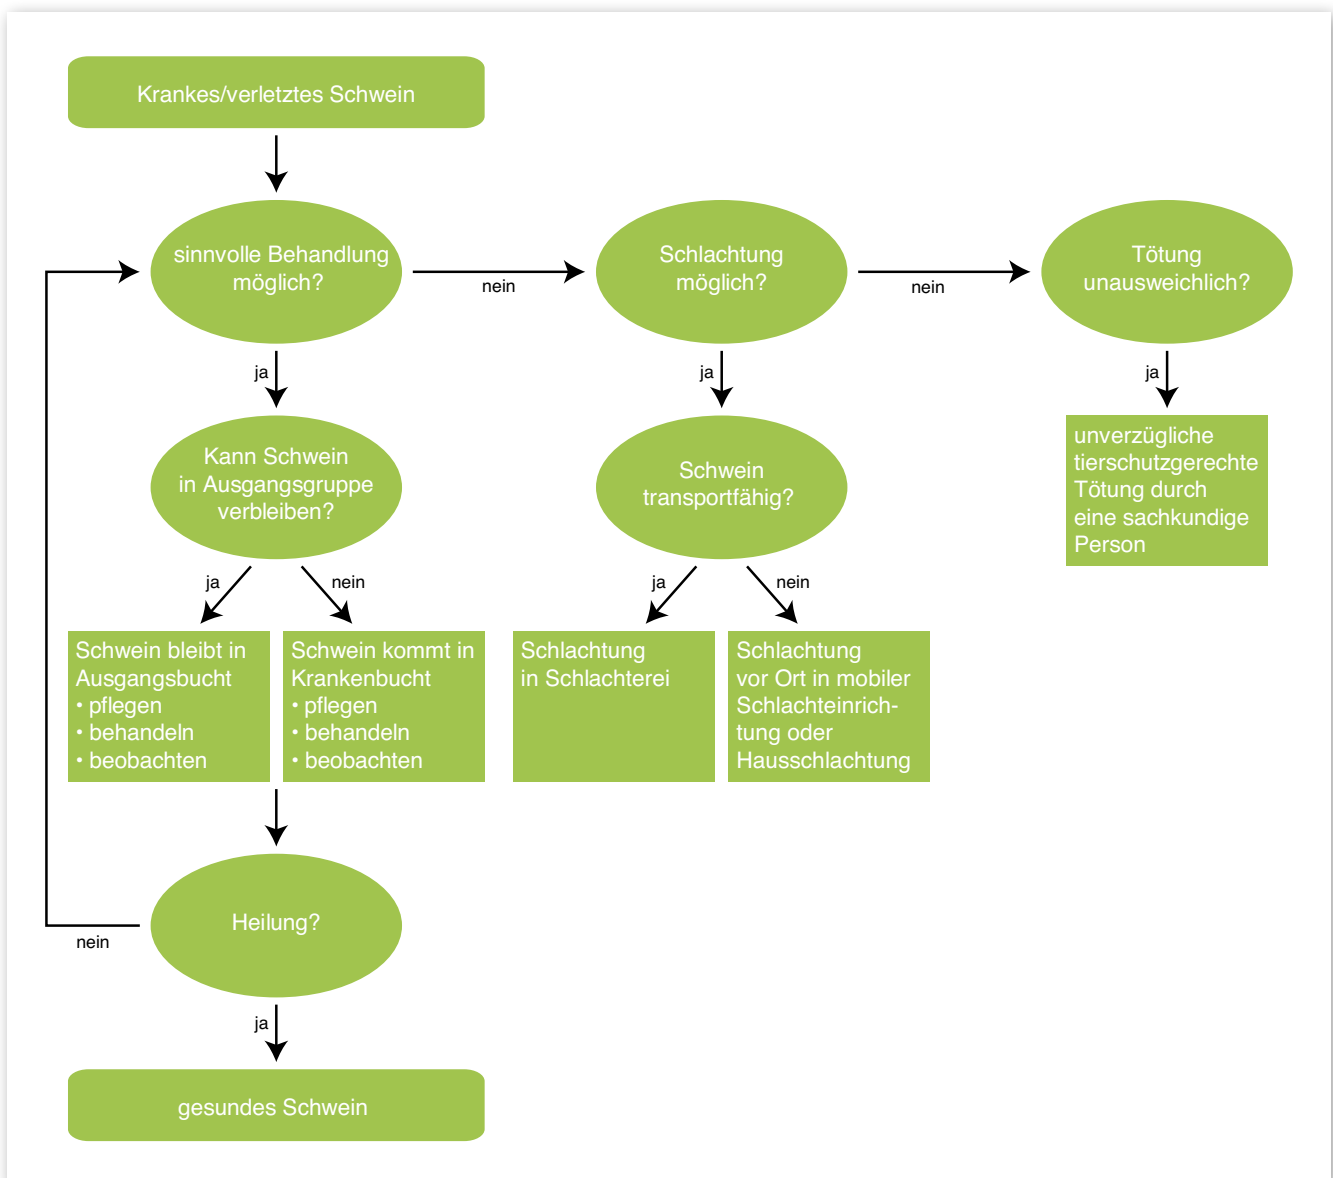 Krankes/verletztes Schwein
sinnvolle Behandlung
möglich?
nein
Schlachtung
möglich?
nein
Tötung
unausweichlich?
ja
ja
ja
Kann Schwein
in Ausgangsgruppe
verbleiben?
Schwein
transportfähig?
unverzügliche
tierschutzgerechte
Tötung durch
eine sachkundige
Person
ja
nein
ja
nein
Schwein bleibt in
Ausgangsbucht
• pflegen
• behandeln
• beobachten
Schwein kommt in
Krankenbucht
• pflegen
• behandeln
• beobachten
Schlachtung
in Schlachterei
Schlachtung
vor Ort in mobiler
Schlachteinrich-
tung oder
Hausschlachtung
Heilung?
nein
ja
gesundes Schwein